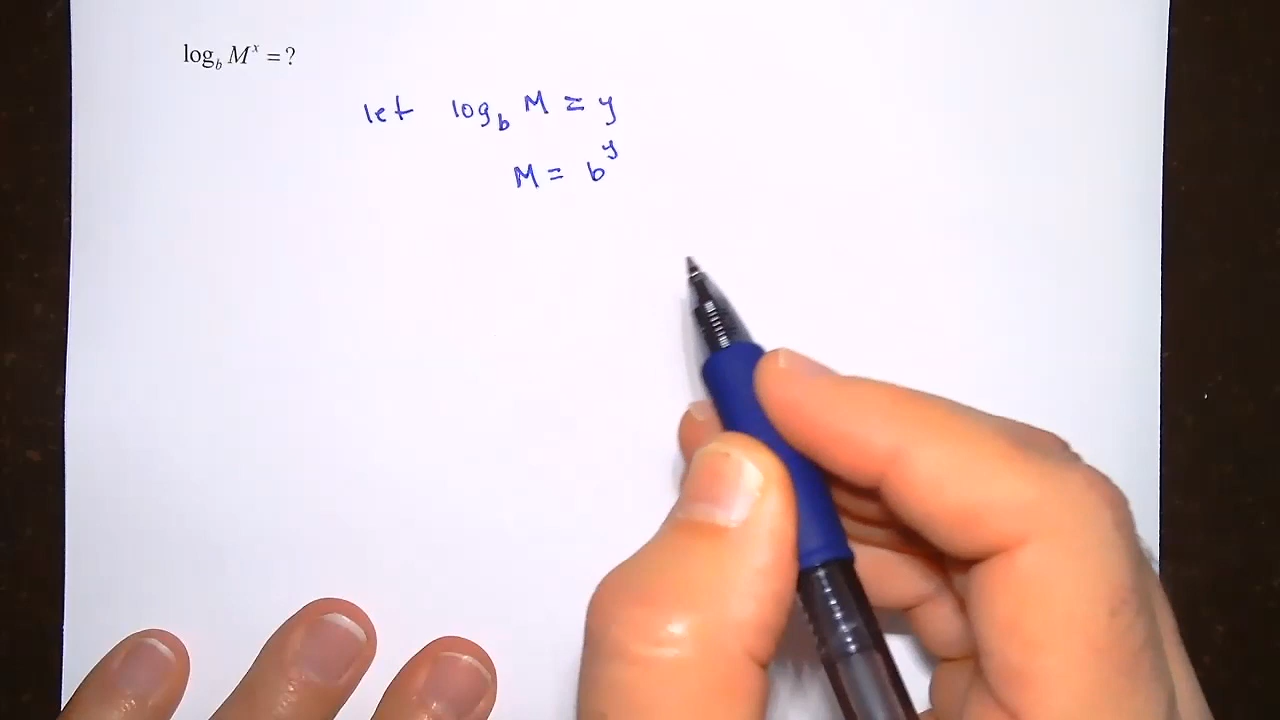 log_b M^x = ?
let log_b M = y
M = b^y